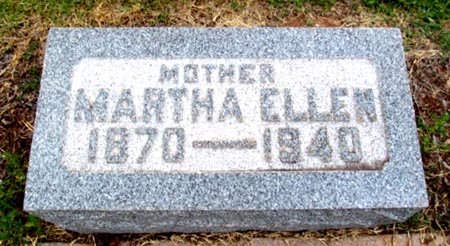 MOTHER
MARTHA ELLEN
1870 — 1940